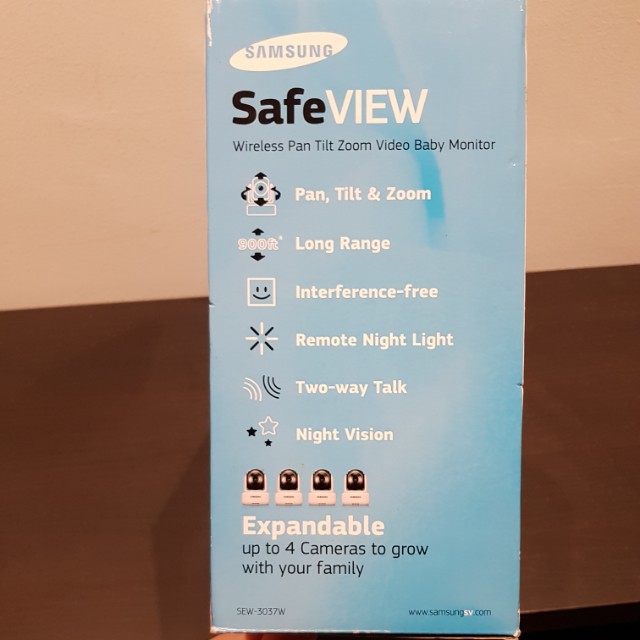 SAMSUNG
SafeVIEW
Wireless Pan Tilt Zoom Video Baby Monitor
Pan, Tilt & Zoom
900ft* Long Range
Interference-free
Remote Night Light
Two-way Talk
Night Vision
Expandable
up to 4 Cameras to grow
with your family
SEW-3037W www.samsungsv.com